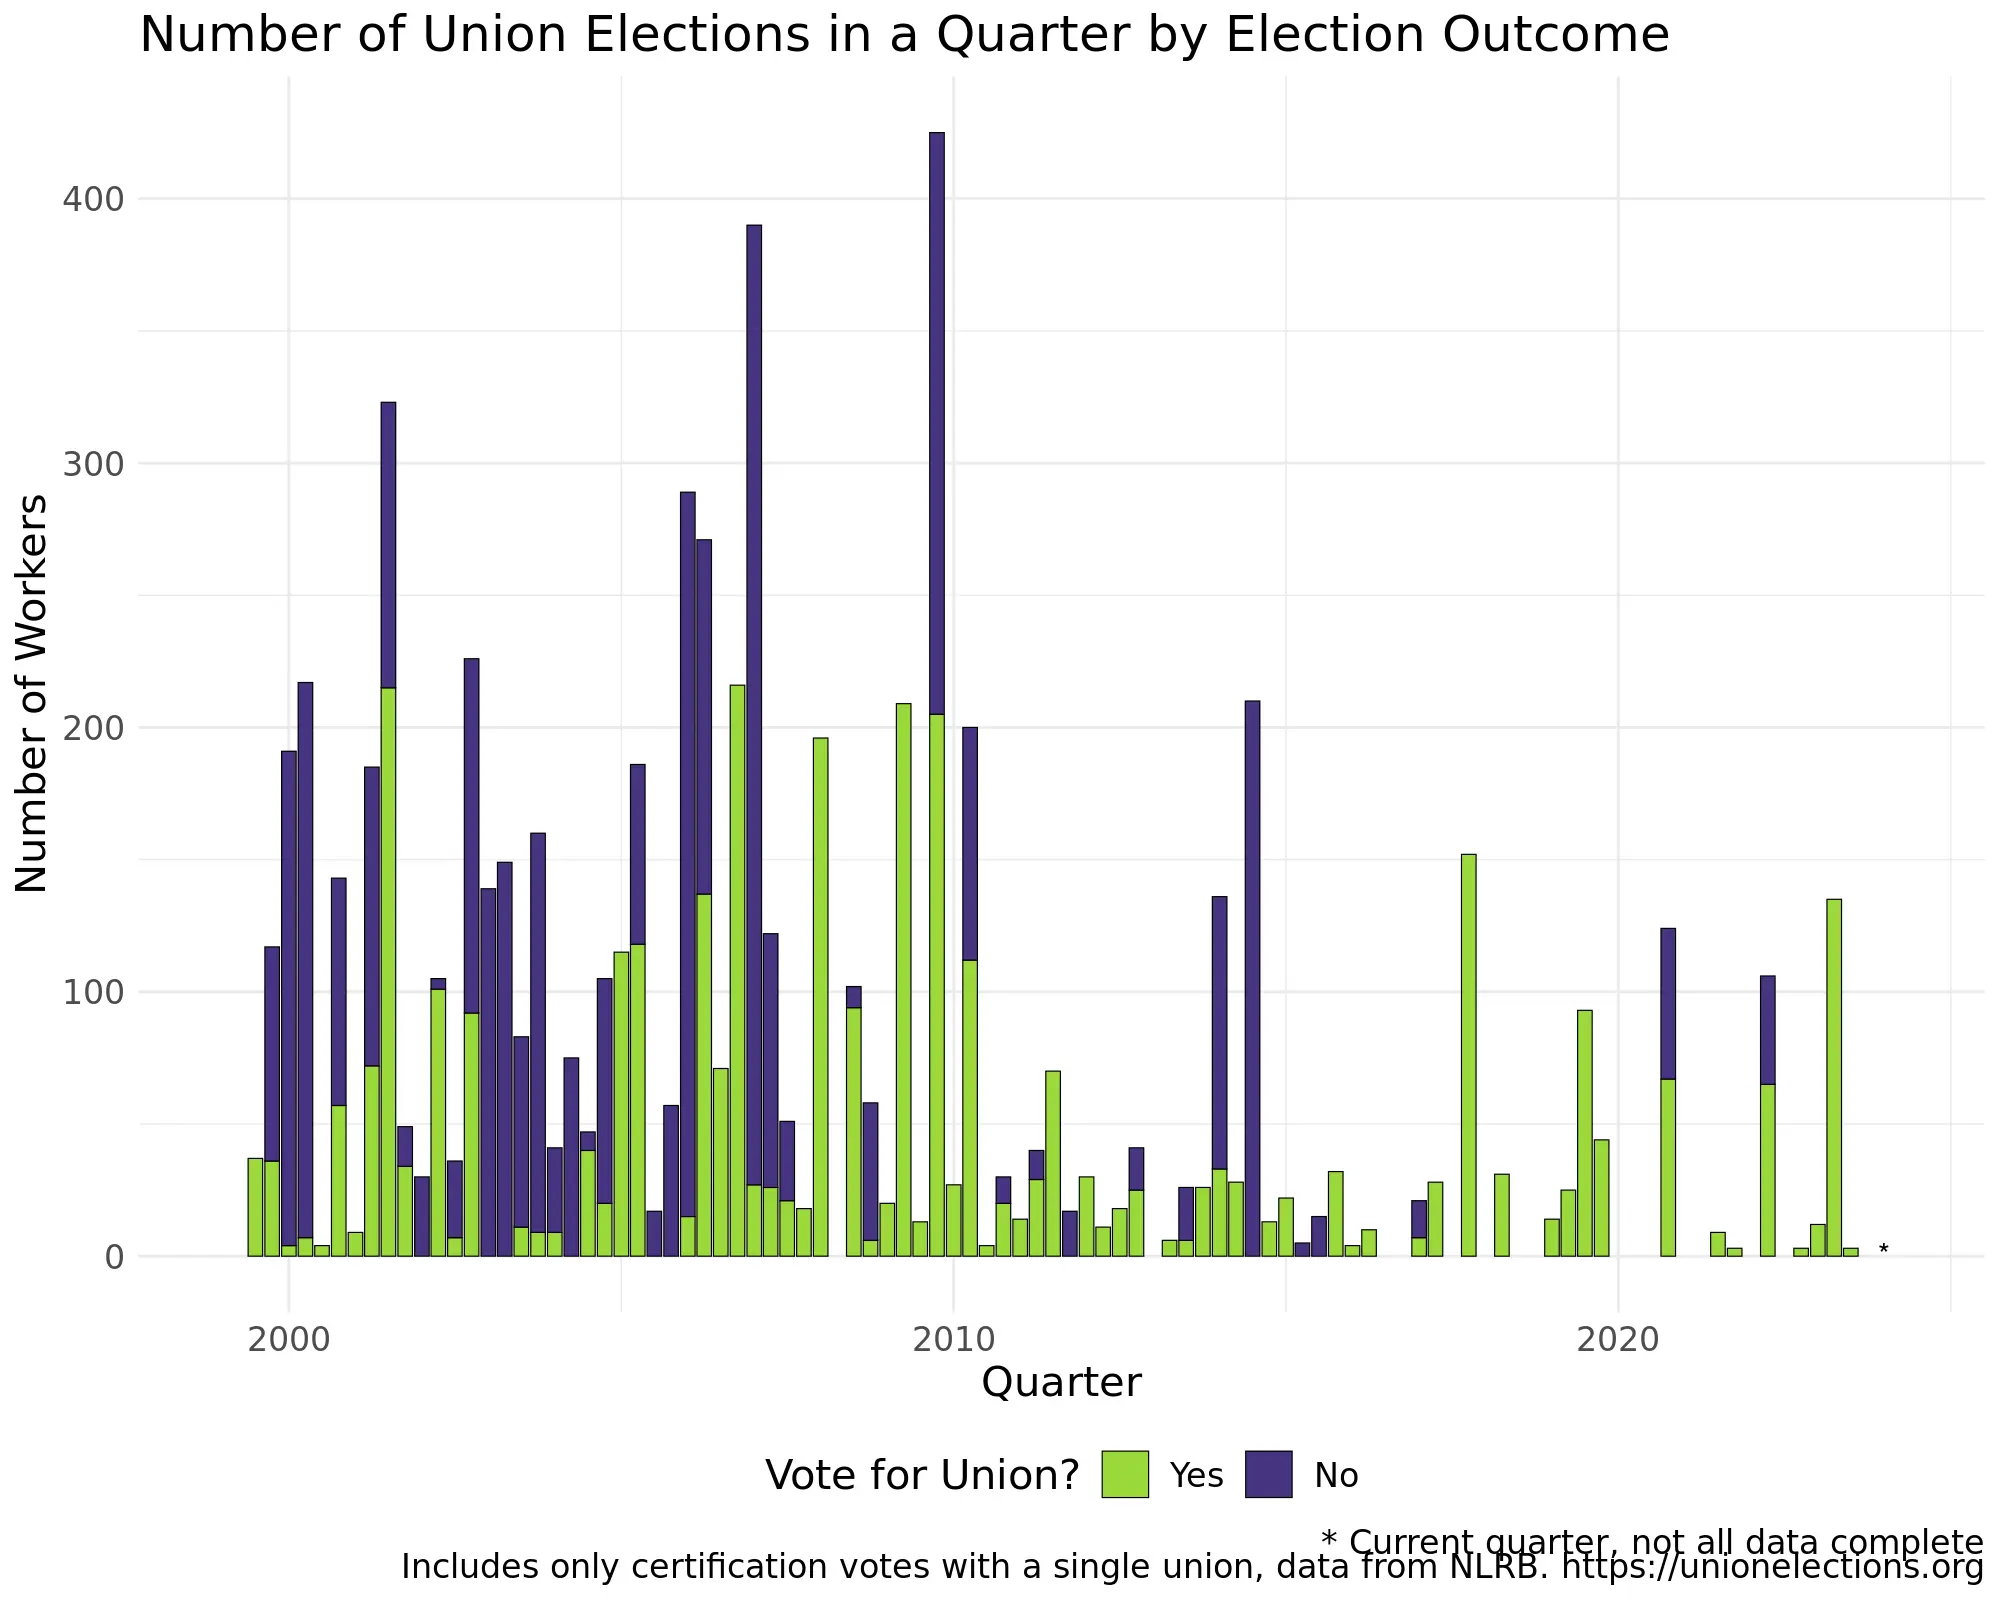 Number of Union Elections in a Quarter by Election Outcome
Number of Workers
400
300
200
100
0
*
2000 2010 2020
Quarter
Vote for Union? Yes No
* Current quarter, not all data complete
Includes only certification votes with a single union, data from NLRB. https://unionelections.org